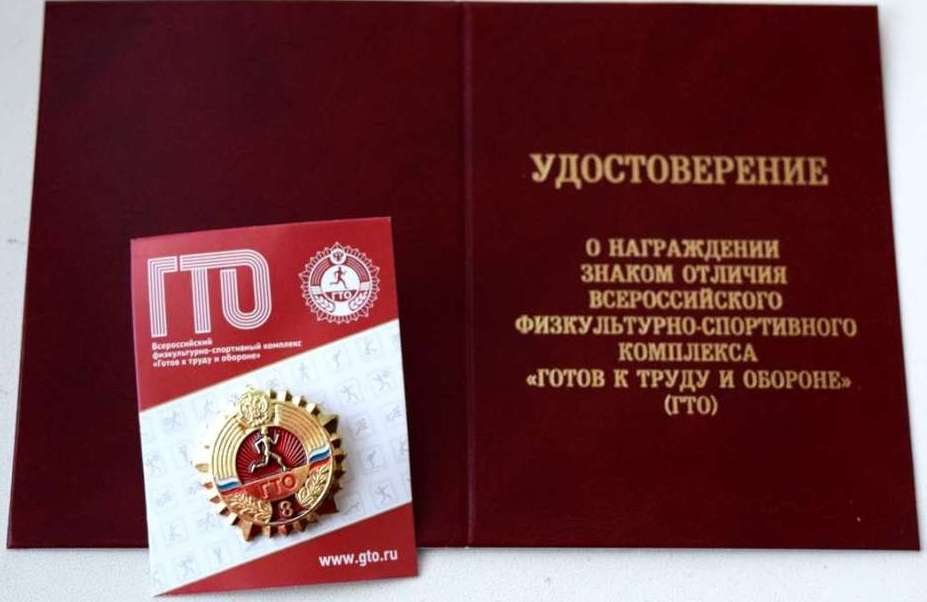 ГТО
ГТО
Всероссийский
физкультурно-спортивный комплекс
«Готов к труду и обороне»
ГТО
8
www.gto.ru
УДОСТОВЕРЕНИЕ
О НАГРАЖДЕНИИ
ЗНАКОМ ОТЛИЧИЯ
ВСЕРОССИЙСКОГО
ФИЗКУЛЬТУРНО-СПОРТИВНОГО
КОМПЛЕКСА
«ГОТОВ К ТРУДУ И ОБОРОНЕ»
(ГТО)